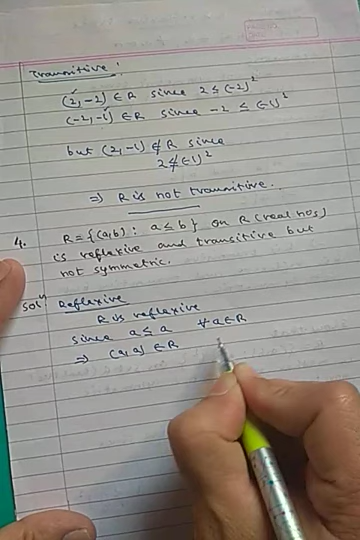 Transitive :
(2, -2) ∈ R since 2 ≤ (-2)²
(-2, -1) ∈ R since -2 ≤ (-1)²
but (2, -1) ∉ R since
2 ≰ (-1)²
⇒ R is not transitive.
4. R = {(a,b) : a ≤ b} on R (real nos)
is reflexive and transitive but
not symmetric.
Solⁿ Reflexive
R is reflexive
since a ≤ a ∀ a ∈ R
⇒ (a, a) ∈ R